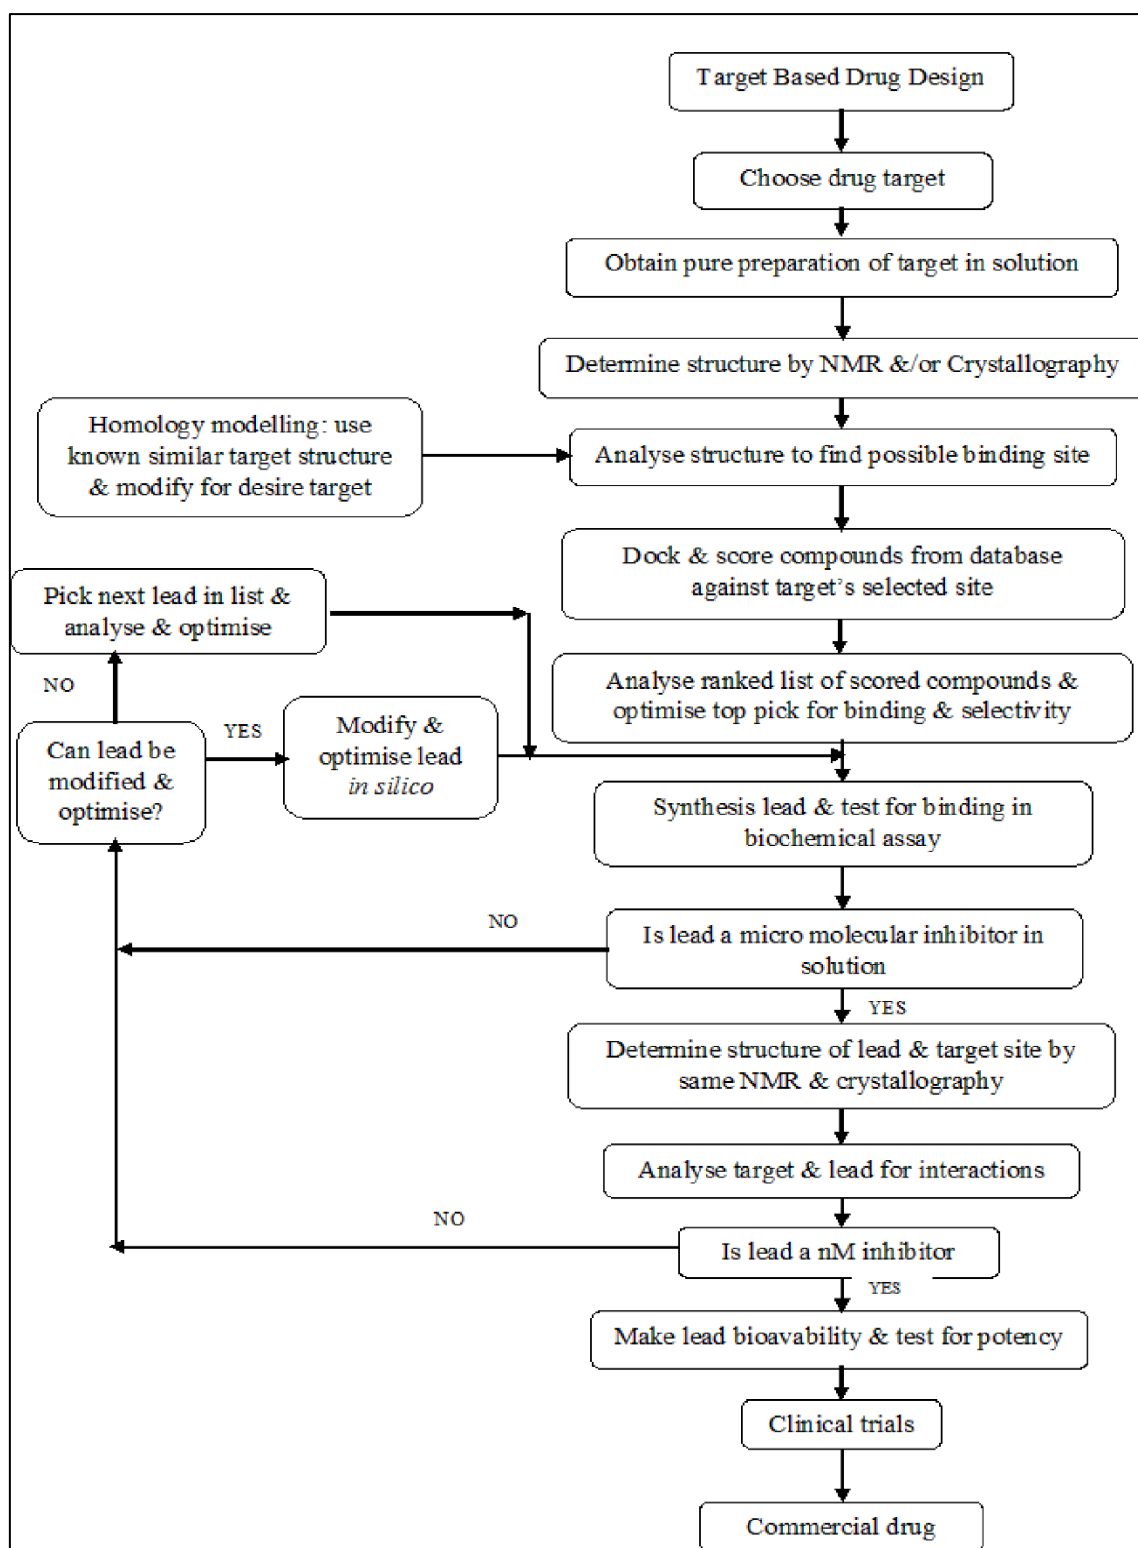 Target Based Drug Design
Choose drug target
Obtain pure preparation of target in solution
Determine structure by NMR &/or Crystallography
Homology modelling: use
known similar target structure
& modify for desire target
Analyse structure to find possible binding site
Dock & score compounds from database
against target's selected site
Pick next lead in list &
analyse & optimise
NO
Analyse ranked list of scored compounds &
optimise top pick for binding & selectivity
Can lead be
modified &
optimise?
YES
Modify &
optimise lead
in silico
Synthesis lead & test for binding in
biochemical assay
NO
Is lead a micro molecular inhibitor in
solution
YES
Determine structure of lead & target site by
same NMR & crystallography
Analyse target & lead for interactions
NO
Is lead a nM inhibitor
YES
Make lead bioavability & test for potency
Clinical trials
Commercial drug